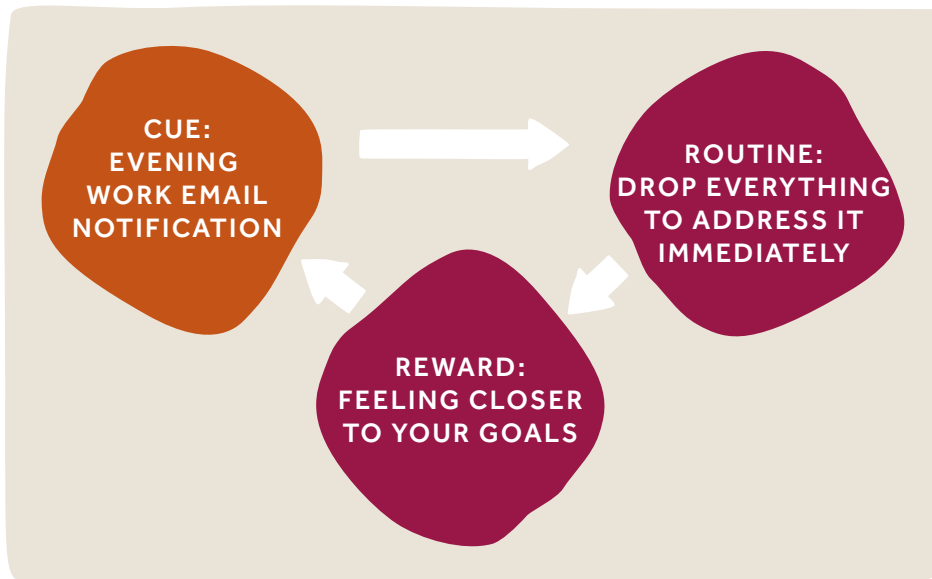 CUE:
EVENING
WORK EMAIL
NOTIFICATION
ROUTINE:
DROP EVERYTHING
TO ADDRESS IT
IMMEDIATELY
REWARD:
FEELING CLOSER
TO YOUR GOALS